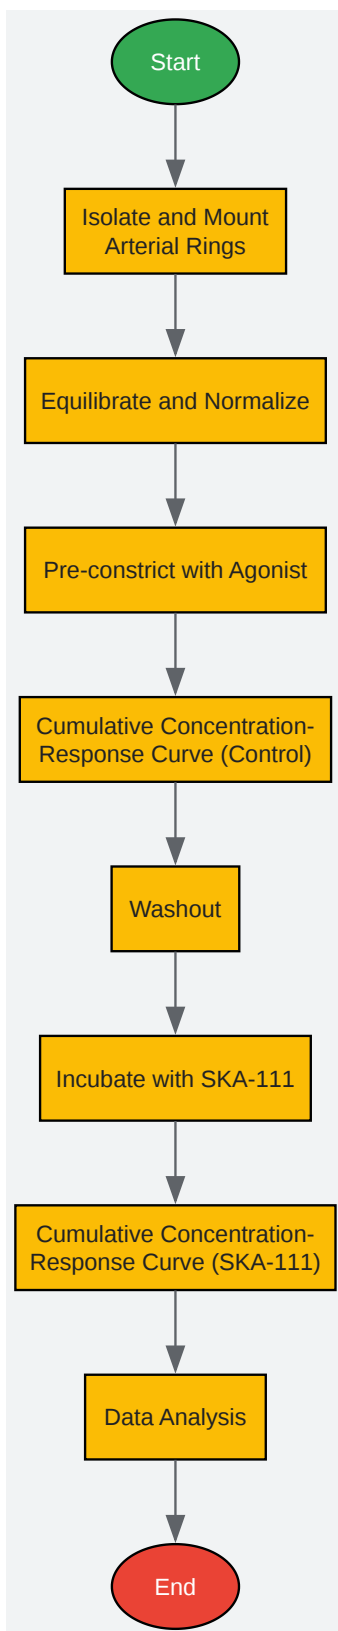 Start
Isolate and Mount
Arterial Rings
Equilibrate and Normalize
Pre-constrict with Agonist
Cumulative Concentration-
Response Curve (Control)
Washout
Incubate with SKA-111
Cumulative Concentration-
Response Curve (SKA-111)
Data Analysis
End